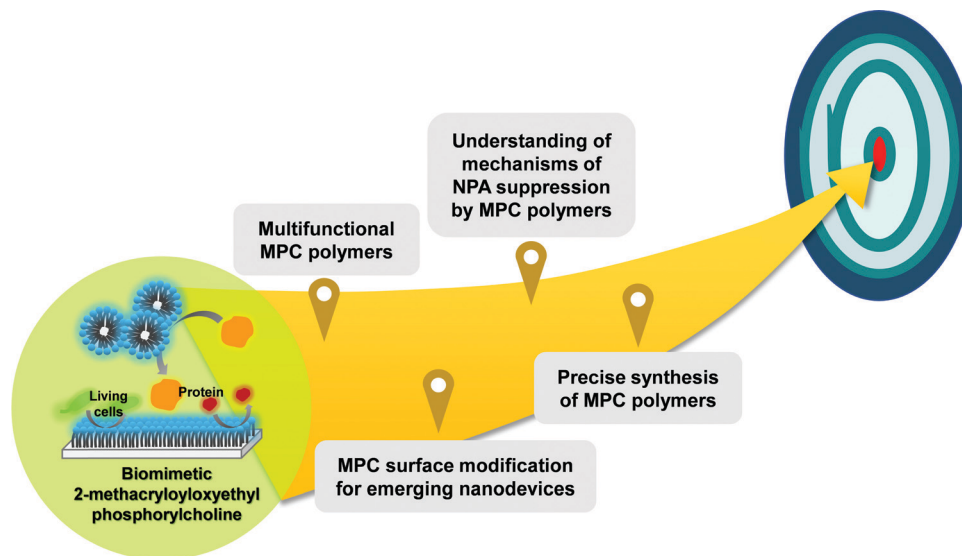 Understanding of
mechanisms of
NPA suppression
by MPC polymers
Multifunctional
MPC polymers
Precise synthesis
of MPC polymers
MPC surface modification
for emerging nanodevices
Living
cells
Protein
Biomimetic
2-methacryloyloxyethyl
phosphorylcholine